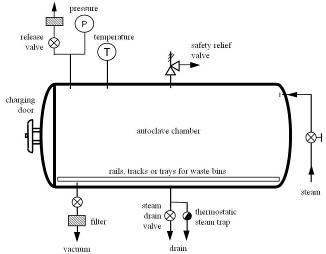 pressure
P
release
valve
temperature
T
safety relief
valve
charging
door
autoclave chamber
rails, tracks or trays for waste bins
steam
filter
vacuum
steam
drain
valve
thermostatic
steam trap
drain